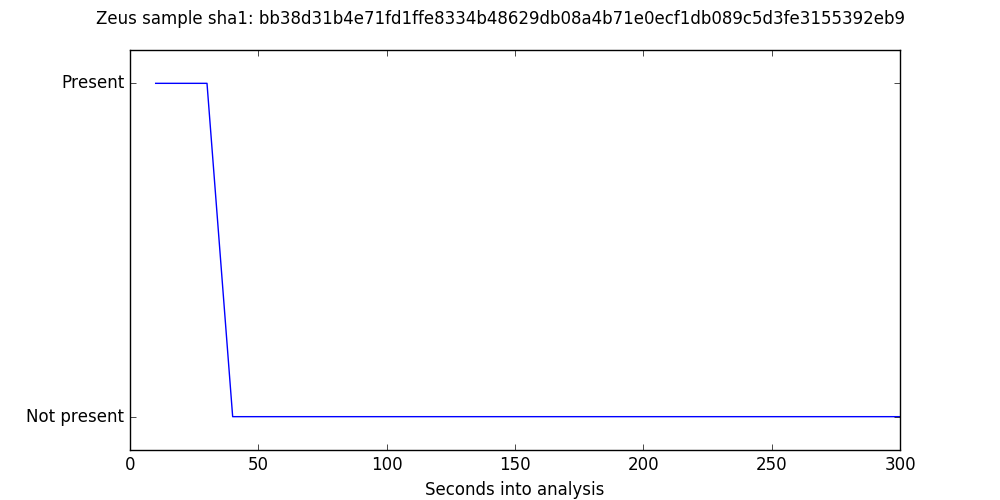 Zeus sample sha1: bb38d31b4e71fd1ffe8334b48629db08a4b71e0ecf1db089c5d3fe3155392eb9
Present
Not present
0 50 100 150 200 250 300
Seconds into analysis